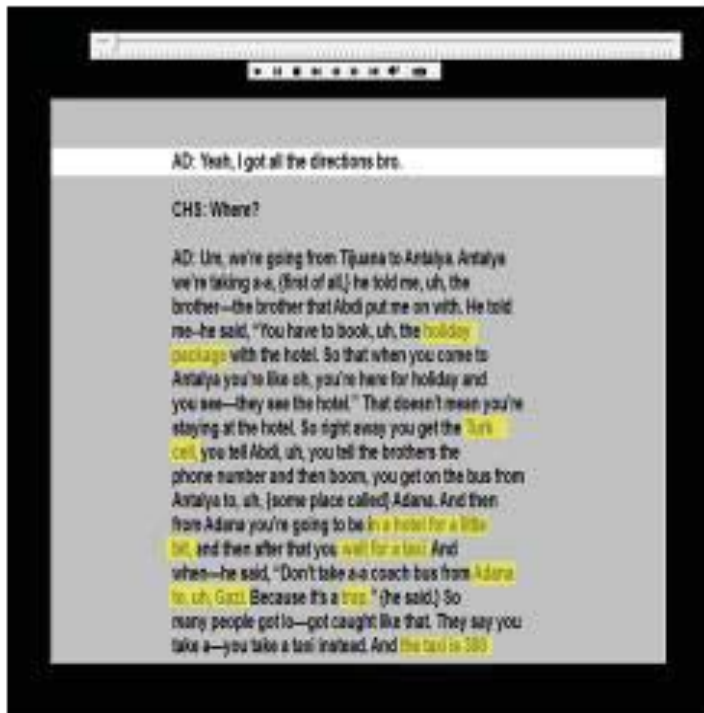 AD: Yeah, I got all the directions bro.
CHS: Where?
AD: Um, we're going from Tijuana to Antalya. Antalya
we're taking a-a, {first of all,} he told me, uh, the
brother—the brother that Abdi put me on with. He told
me--he said, "You have to book, uh, the holiday
package with the hotel. So that when you come to
Antalya you're like oh, you're here for holiday and
you see—they see the hotel." That doesn't mean you're
staying at the hotel. So right away you get the Turk
cell, you tell Abdi, uh, you tell the brothers the
phone number and then boom, you get on the bus from
Antalya to, uh, {some place called} Adana. And then
from Adana you're going to be in a hotel for a little
bit, and then after that you wait for a taxi. And
when—he said, "Don't take a-a coach bus from Adana
to, uh, Gazi. Because it's a trap." {he said.} So
many people got lo—got caught like that. They say you
take a—you take a taxi instead. And the taxi is 300